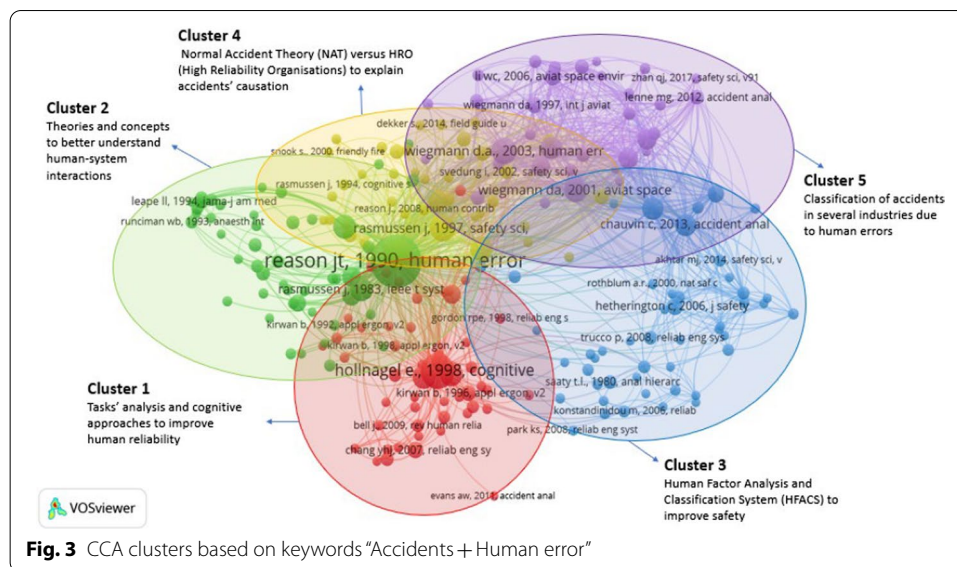 Cluster 4
Normal Accident Theory (NAT) versus HRO
(High Reliability Organisations) to explain
accidents' causation
Cluster 2
Theories and concepts
to better understand
human-system
interactions
li wc, 2006, aviat space envir
zhan qj, 2017, safety sci, v91
lenne mg, 2012, accident anal
wiegmann da, 1997, int j aviat
dekker s., 2014, field guide u
snook s., 2000, friendly fire
wiegmann d.a., 2003, human err
svedung i, 2002, safety sci, v
rasmussen j, 1994, cognitive s
wiegmann da, 2001, aviat space
leape ll, 1994, jama-j am med
runciman wb, 1993, anaesth int
reason j., 2008, human contrib
rasmussen j, 1997, safety sci,
chauvin c, 2013, accident anal
Cluster 5
Classification of accidents
in several industries due
to human errors
reason jt, 1990, human error
akhtar mj, 2014, safety sci, v
rasmussen j, 1983, ieee t syst
rothblum a.r., 2000, nat saf c
hetherington c, 2006, j safety
gordon rpe, 1998, reliab eng s
kirwan b, 1992, appl ergon, v2
kirwan b, 1998, appl ergon, v2
trucco p, 2008, reliab eng sys
hollnagel e., 1998, cognitive
saaty t.l., 1980, anal hierarc
kirwan b, 1996, appl ergon, v2
konstandinidou m, 2006, reliab
Cluster 1
Tasks' analysis and cognitive
approaches to improve
human reliability
bell j, 2009, rev human relia
park ks, 2008, reliab eng syst
chang yhj, 2007, reliab eng sy
evans aw, 2011, accident anal
Cluster 3
Human Factor Analysis and
Classification System (HFACS) to
improve safety
VOSviewer
Fig. 3 CCA clusters based on keywords “Accidents + Human error”